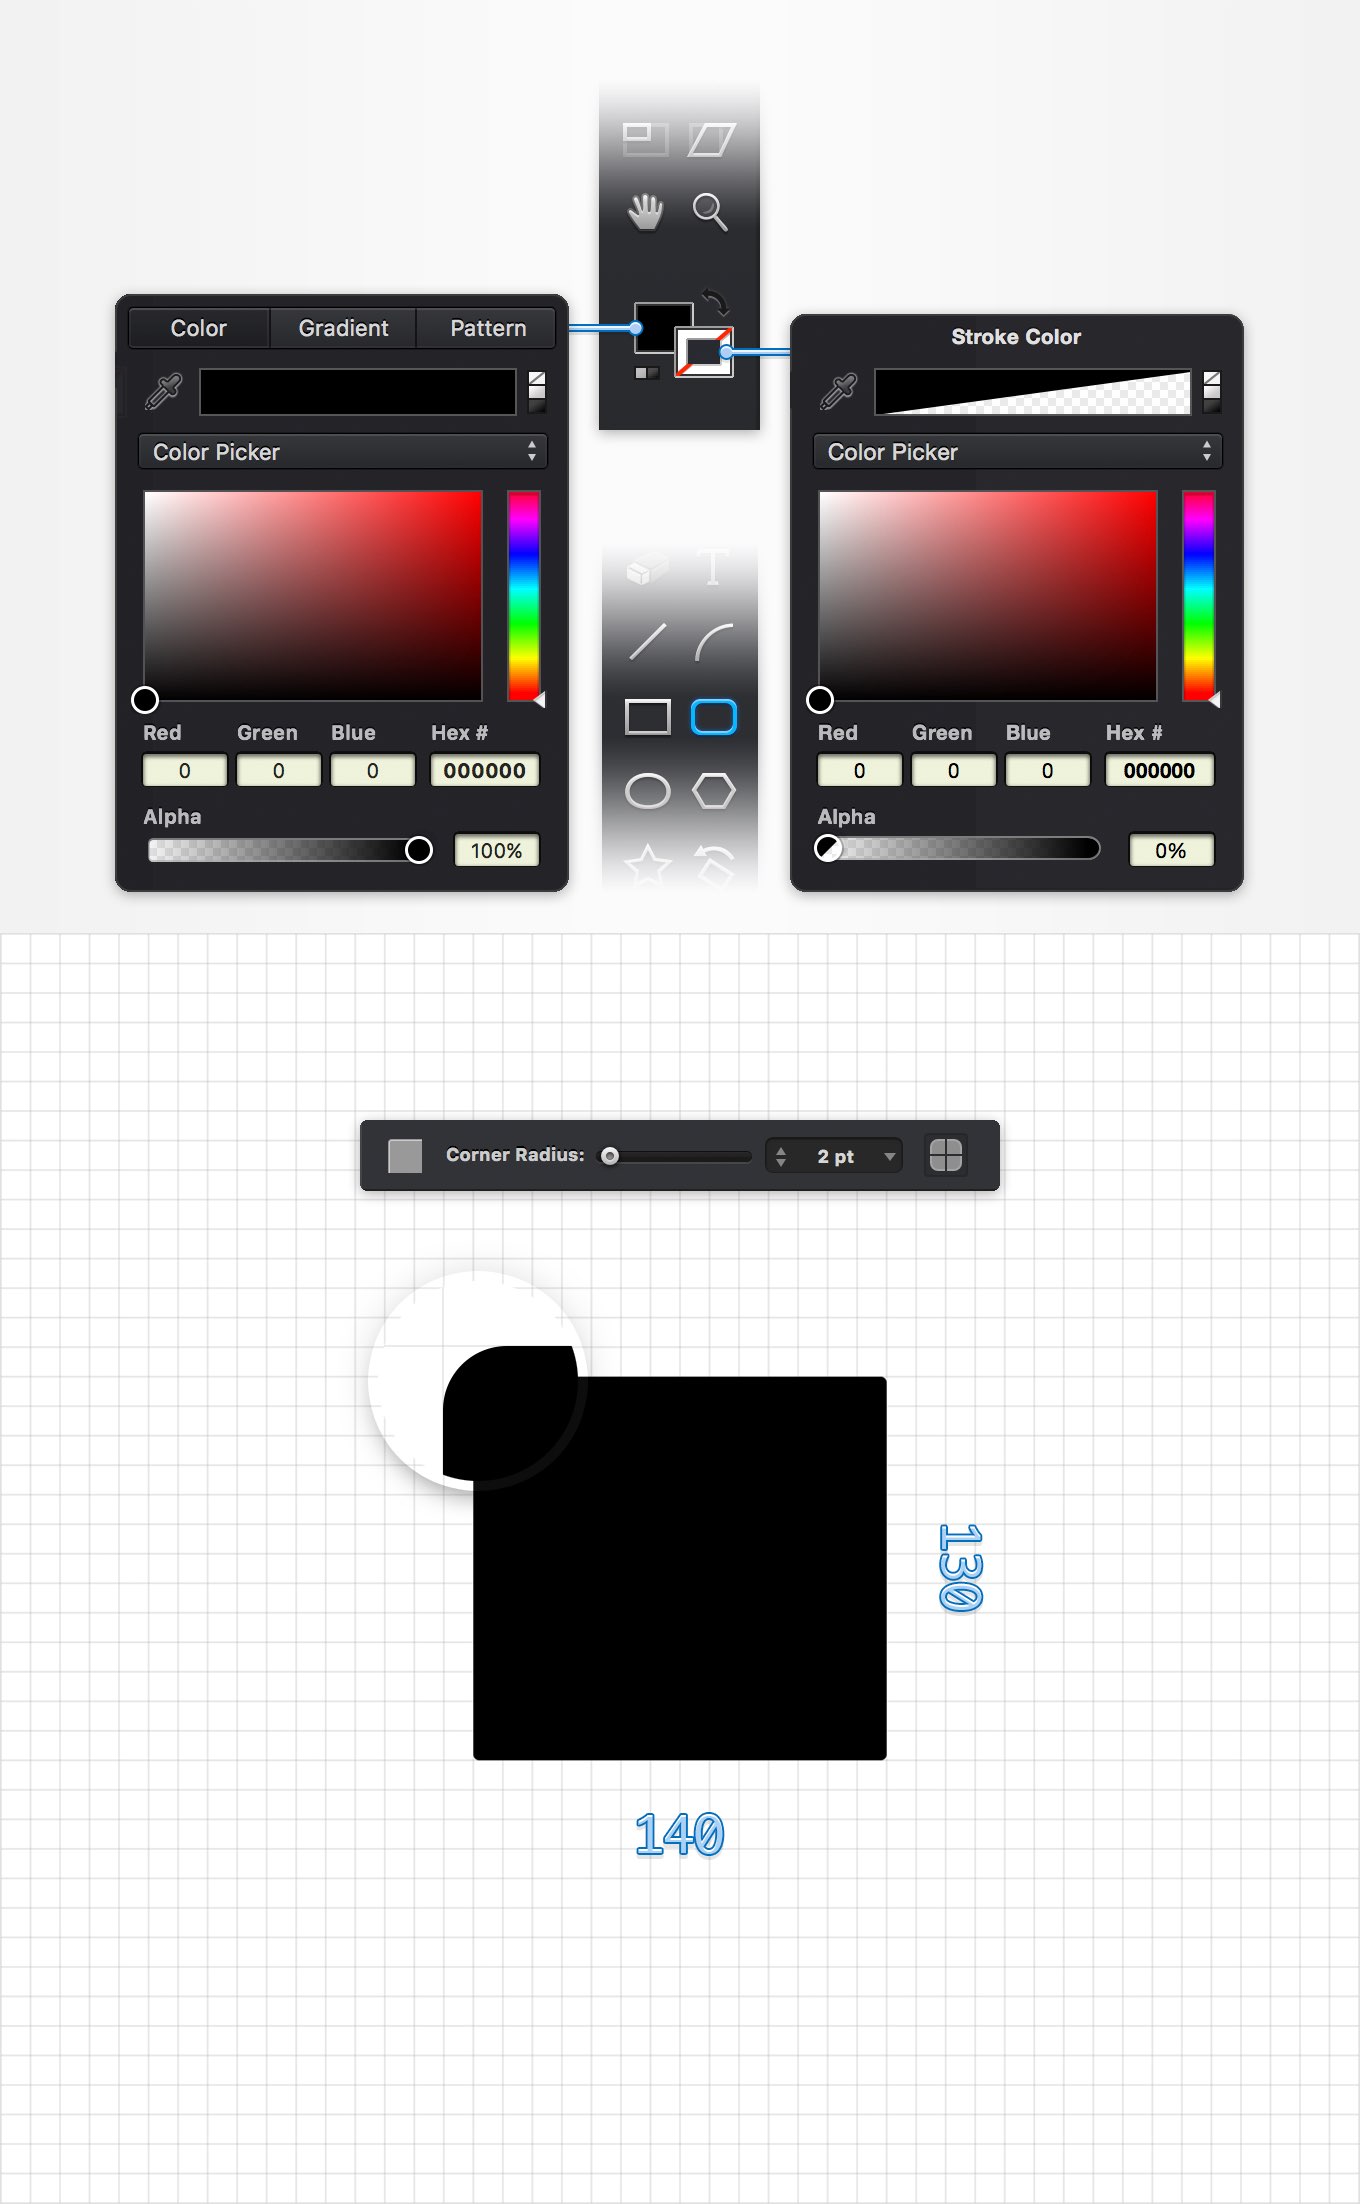 Color Gradient Pattern
Color Picker
Red Green Blue Hex #
0 0 0 000000
Alpha
100%
T
Stroke Color
Color Picker
Red Green Blue Hex #
0 0 0 000000
Alpha
0%
Corner Radius: 2 pt
130
140